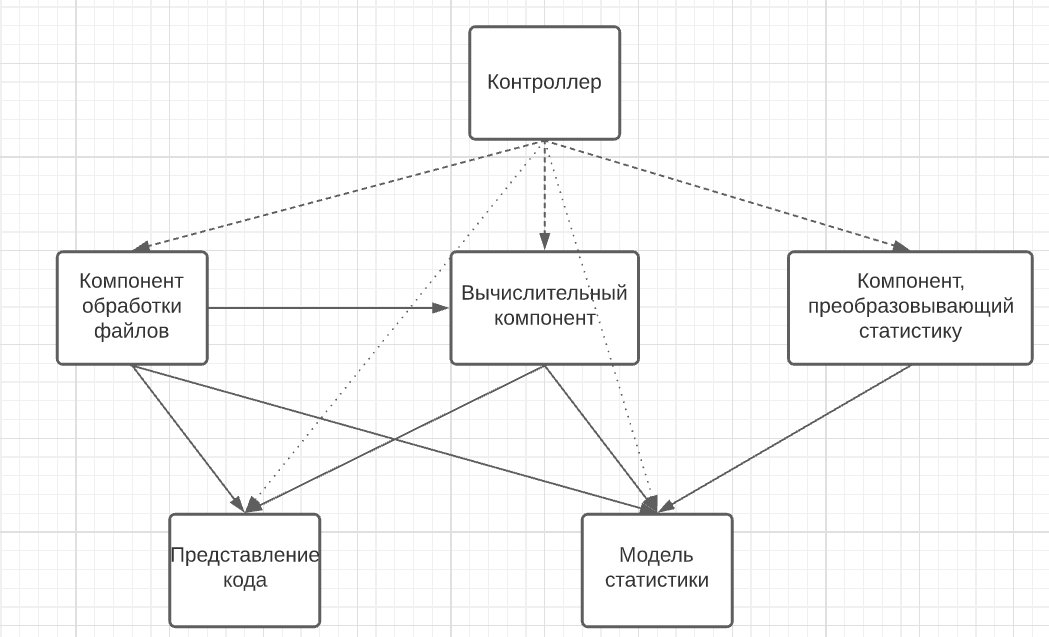 Контроллер
Компонент
обработки
файлов
Вычислительный
компонент
Компонент,
преобразовывающий
статистику
Представление
кода
Модель
статистики